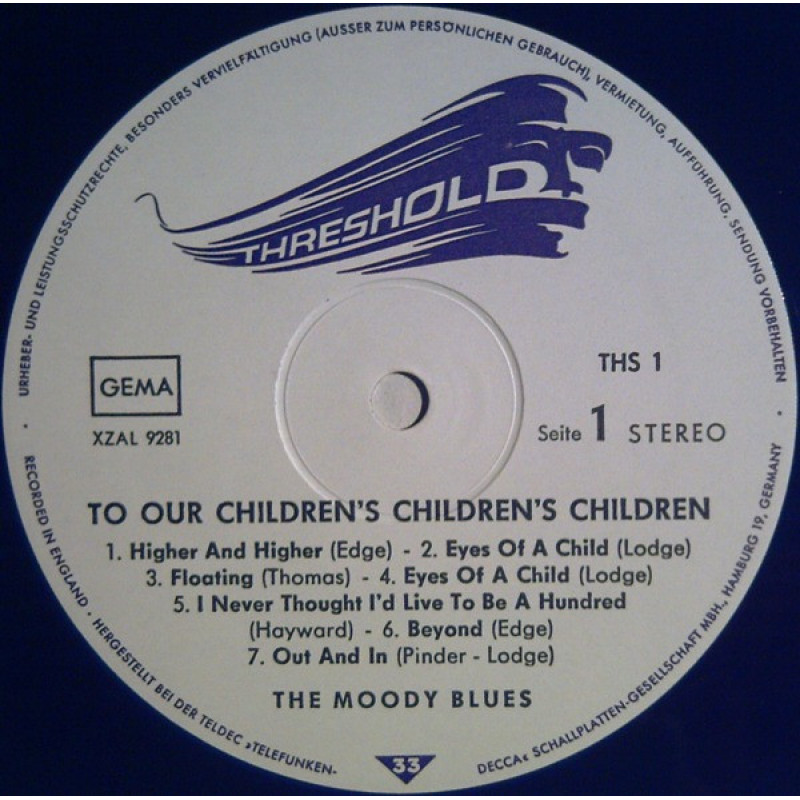 URHEBER- UND LEISTUNGSSCHUTZRECHTE, BESONDERS VERVIELFÄLTIGUNG (AUSSER ZUM PERSÖNLICHEN GEBRAUCH), VERMIETUNG, AUFFÜHRUNG, SENDUNG VORBEHALTEN
THRESHOLD
GEMA
XZAL 9281
THS 1
Seite 1 STEREO
TO OUR CHILDREN'S CHILDREN'S CHILDREN
1. Higher And Higher (Edge) - 2. Eyes Of A Child (Lodge)
3. Floating (Thomas) - 4. Eyes Of A Child (Lodge)
5. I Never Thought I'd Live To Be A Hundred
(Hayward) - 6. Beyond (Edge)
7. Out And In (Pinder - Lodge)
THE MOODY BLUES
33
RECORDED IN ENGLAND · HERGESTELLT BEI DER TELDEC »TELEFUNKEN- DECCA« SCHALLPLATTEN-GESELLSCHAFT MBH., HAMBURG 19, GERMANY